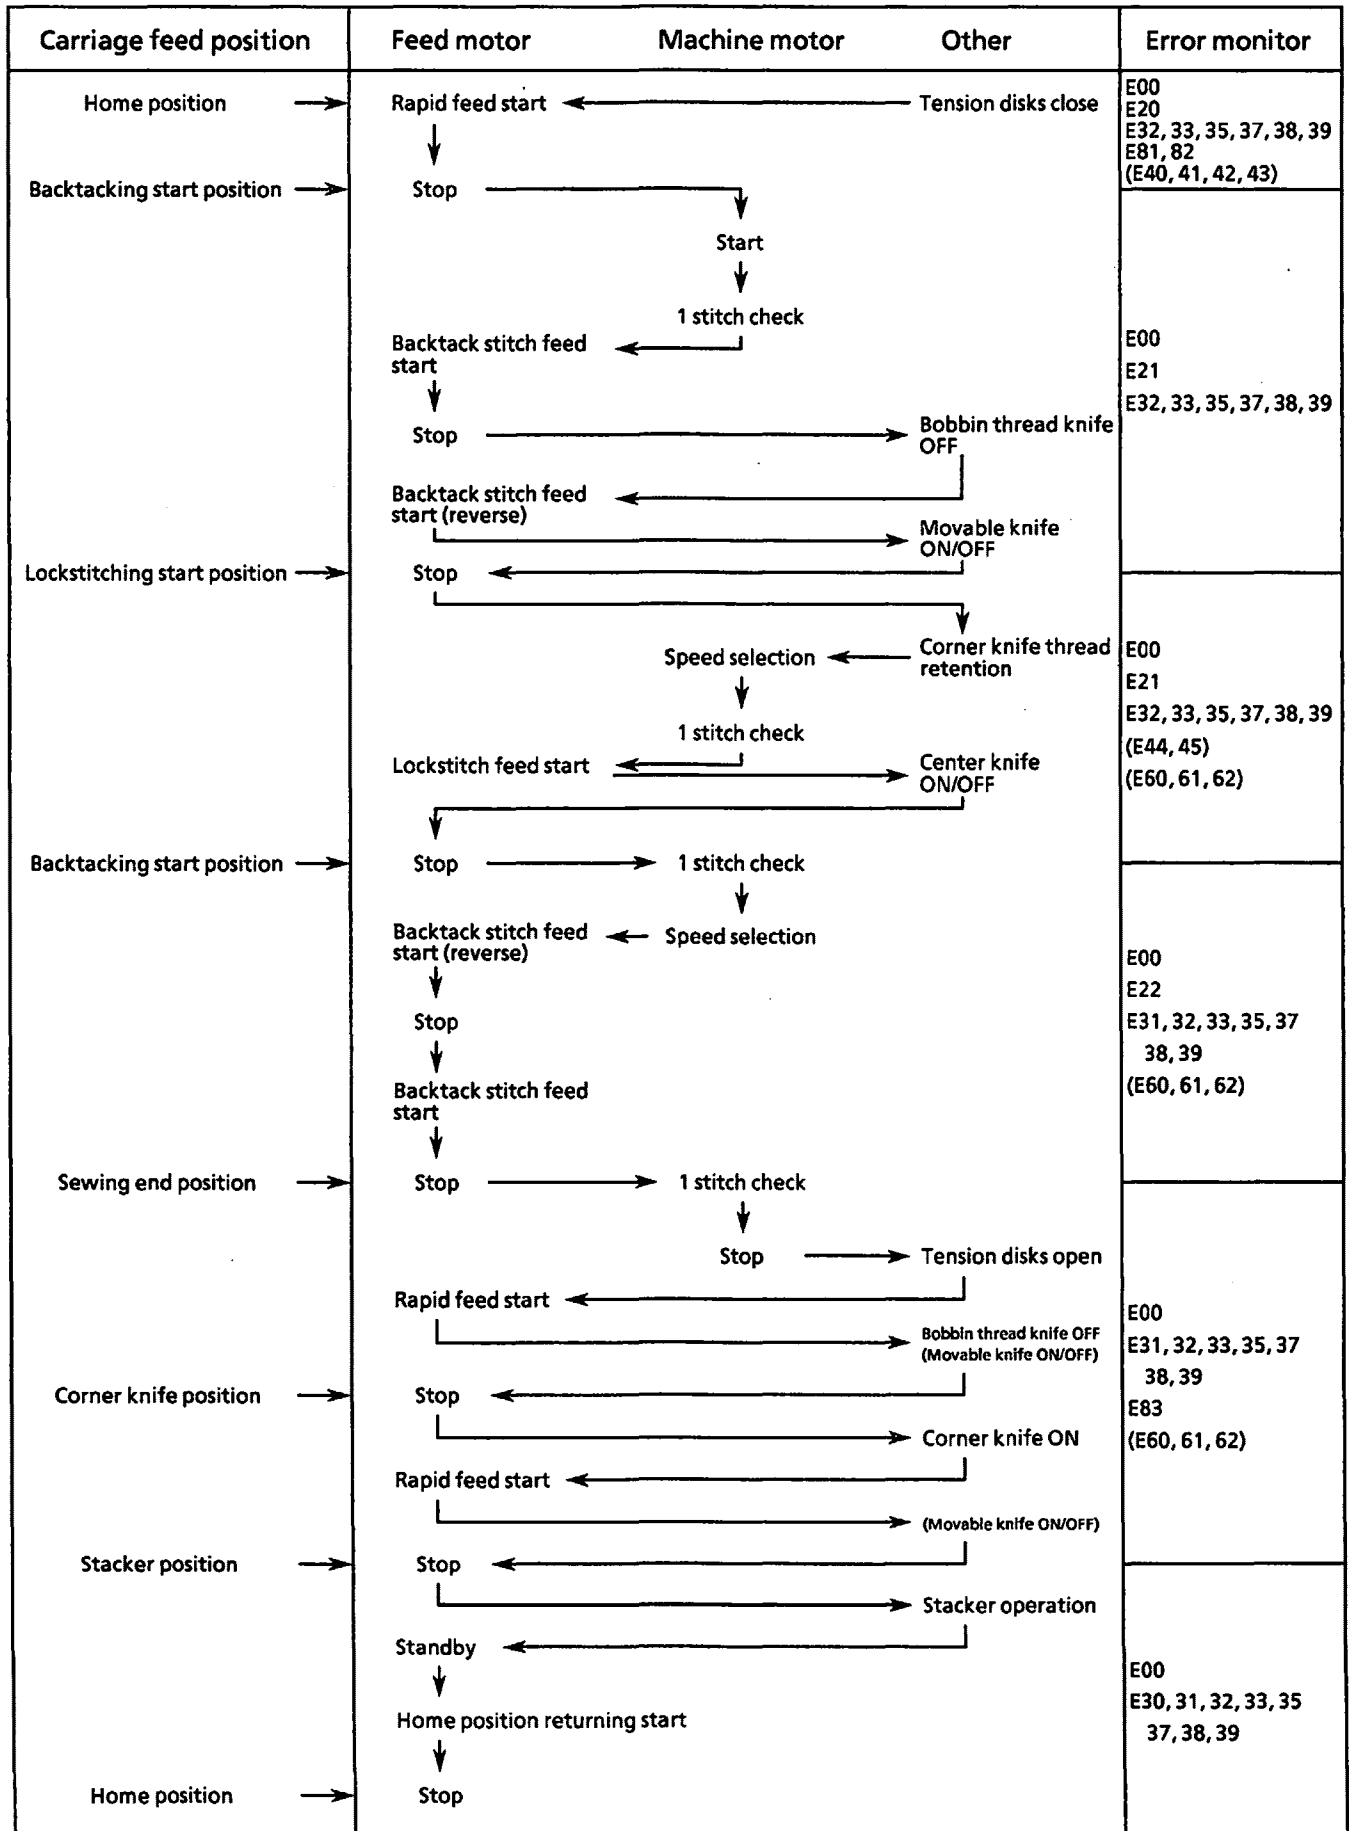 Carriage feed position Feed motor Machine motor Other Error monitor
Home position Rapid feed start Tension disks close
E00
E20
E32, 33, 35, 37, 38, 39
E81, 82
(E40, 41, 42, 43)
Backtacking start position Stop
Start
1 stitch check
Backtack stitch feed
start
E00
E21
E32, 33, 35, 37, 38, 39
Stop
Bobbin thread knife
OFF
Backtack stitch feed
start (reverse)
Movable knife
ON/OFF
Lockstitching start position Stop
Speed selection
Corner knife thread
retention
E00
E21
E32, 33, 35, 37, 38, 39
(E44, 45)
(E60, 61, 62)
1 stitch check
Lockstitch feed start
Center knife
ON/OFF
Backtacking start position Stop 1 stitch check
Backtack stitch feed
start (reverse)
Speed selection
E00
E22
E31, 32, 33, 35, 37
38, 39
(E60, 61, 62)
Stop
Backtack stitch feed
start
Sewing end position Stop 1 stitch check
Stop Tension disks open
Rapid feed start
E00
E31, 32, 33, 35, 37
38, 39
E83
(E60, 61, 62)
Bobbin thread knife OFF
(Movable knife ON/OFF)
Corner knife position Stop
Corner knife ON
Rapid feed start
(Movable knife ON/OFF)
Stacker position Stop
Stacker operation
Standby
E00
E30, 31, 32, 33, 35
37, 38, 39
Home position returning start
Home position Stop